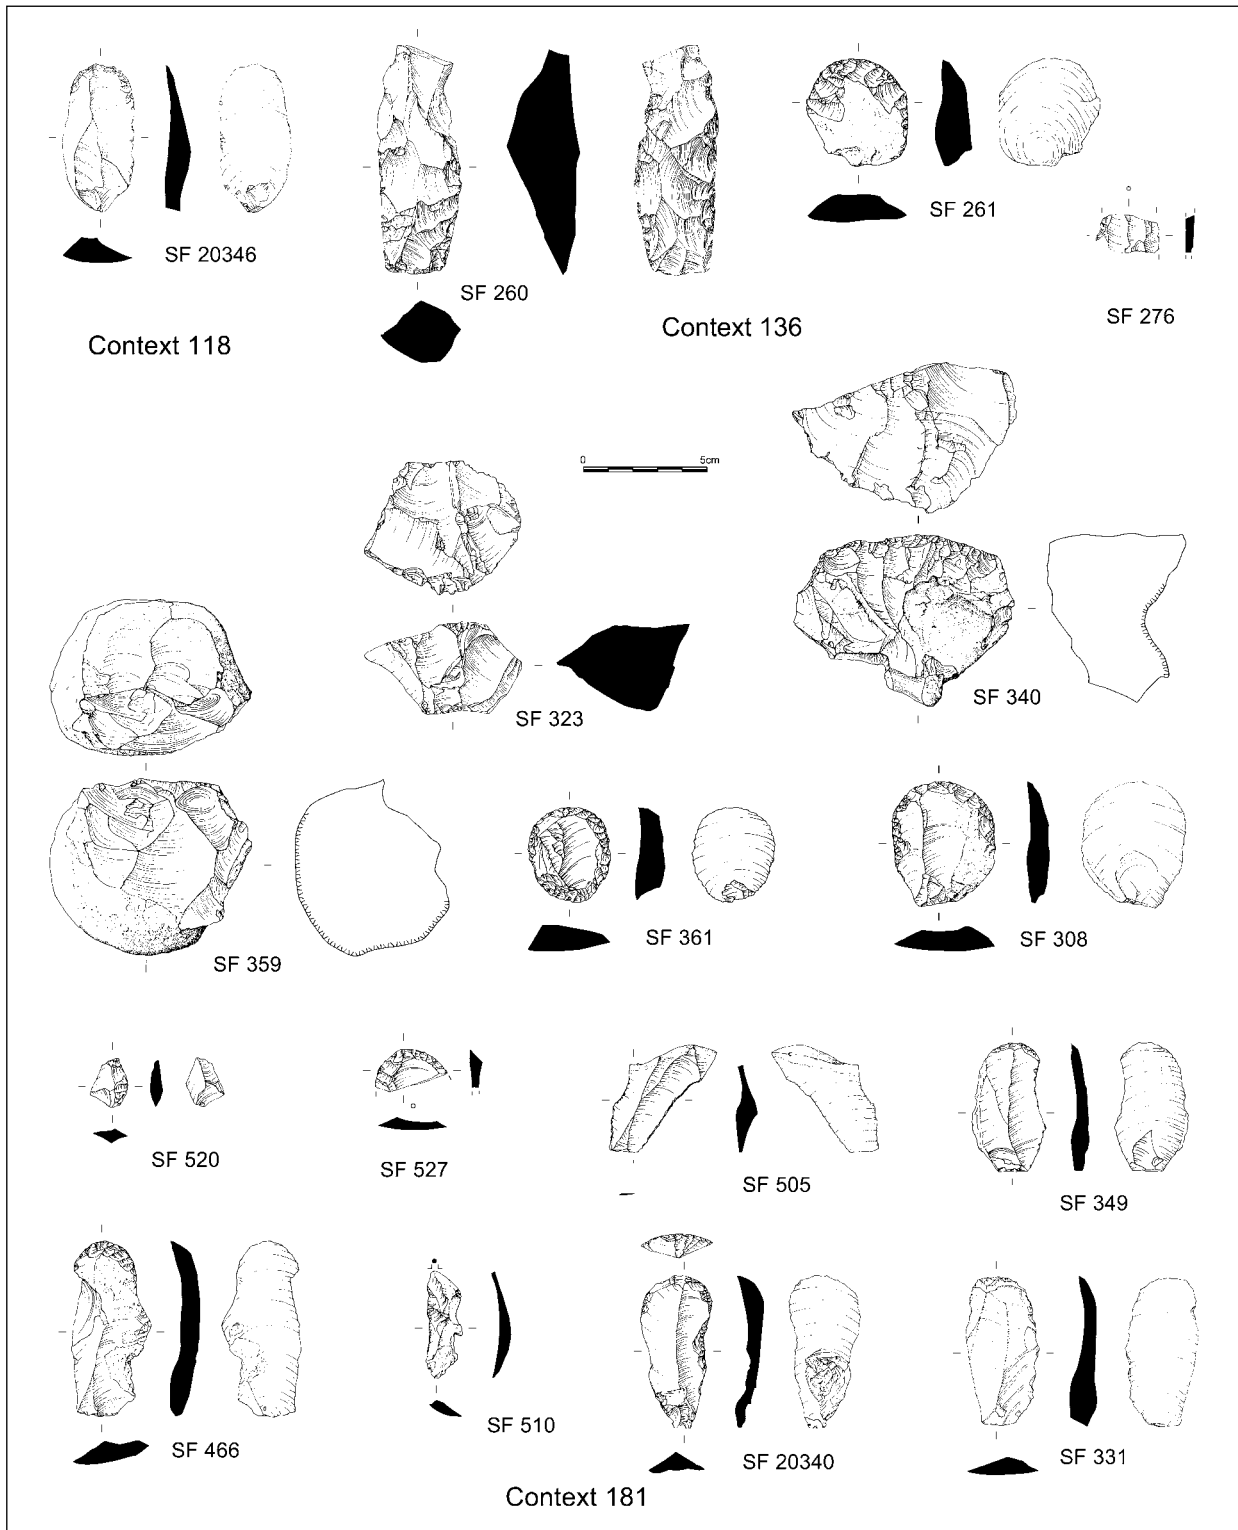 SF 20346
SF 260
SF 261
SF 276
Context 118
Context 136
0 5cm
SF 323
SF 340
SF 359
SF 361
SF 308
SF 520
SF 527
SF 505
SF 349
SF 466
SF 510
SF 20340
SF 331
Context 181